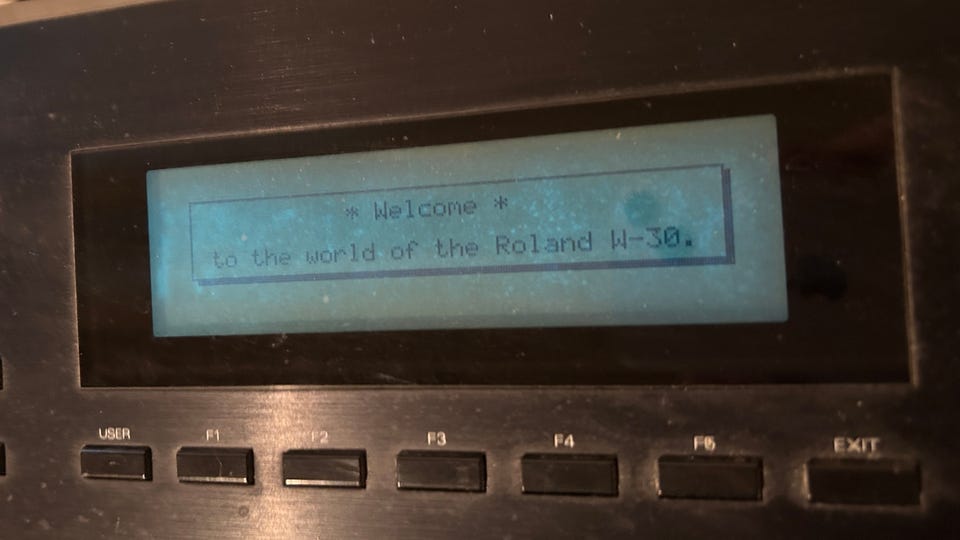 * Welcome *
to the world of the Roland W-30.
USER F1 F2 F3 F4 F5 EXIT